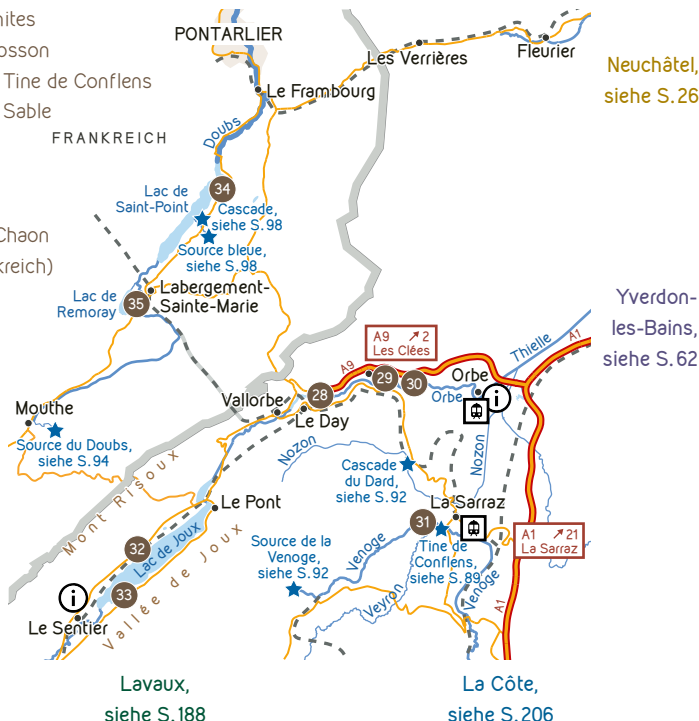 nites
osson
Tine de Conflens
Sable
Chaon
kreich)
PONTARLIER
Les Verrières
Fleurier
Le Frambourg
FRANKREICH
Doubs
34
Lac de
Saint-Point
Cascade,
siehe S. 98
Source bleue,
siehe S. 98
Labergement-
Sainte-Marie
Lac de
Remoray
35
Neuchâtel,
siehe S. 26
Yverdon-
les-Bains,
siehe S. 62
A9 ↗2
Les Clées
A9
Thielle
A1
28
29
30
Orbe
Orbe
i
Vallorbe
Le Day
Mouthe
Source du Doubs,
siehe S. 94
Nozon
Nozon
Cascade
du Dard,
siehe S. 92
Mont Risoux
Le Pont
La Sarraz
31
A1 ↗21
La Sarraz
32
Lac de Joux
33
Vallée de Joux
Source de la
Venoge,
siehe S. 92
Venoge
Tine de
Conflens,
siehe S. 89
Veyron
Venoge
A1
i
Le Sentier
Lavaux,
siehe S. 188
La Côte,
siehe S. 206